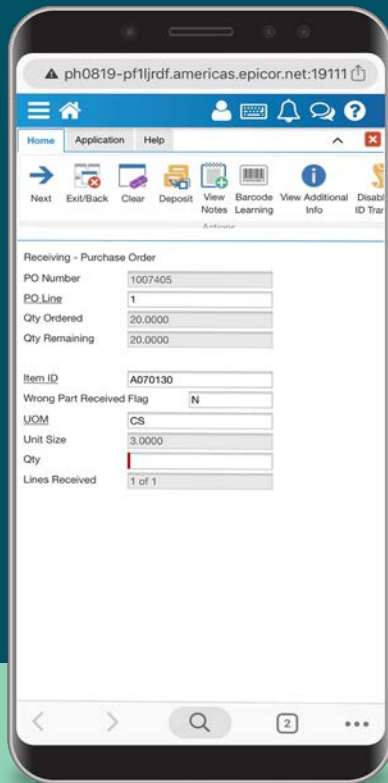 ph0819-pf1ljrdf.americas.epicor.net:19111
Home Application Help
Next Exit/Back Clear Deposit View Notes Barcode Learning View Additional Info Disabl ID Tran
Actions
Receiving - Purchase Order
PO Number 1007405
PO Line 1
Qty Ordered 20.0000
Qty Remaining 20.0000
Item ID A070130
Wrong Part Received Flag N
UOM CS
Unit Size 3.0000
Qty
Lines Received 1 of 1
2